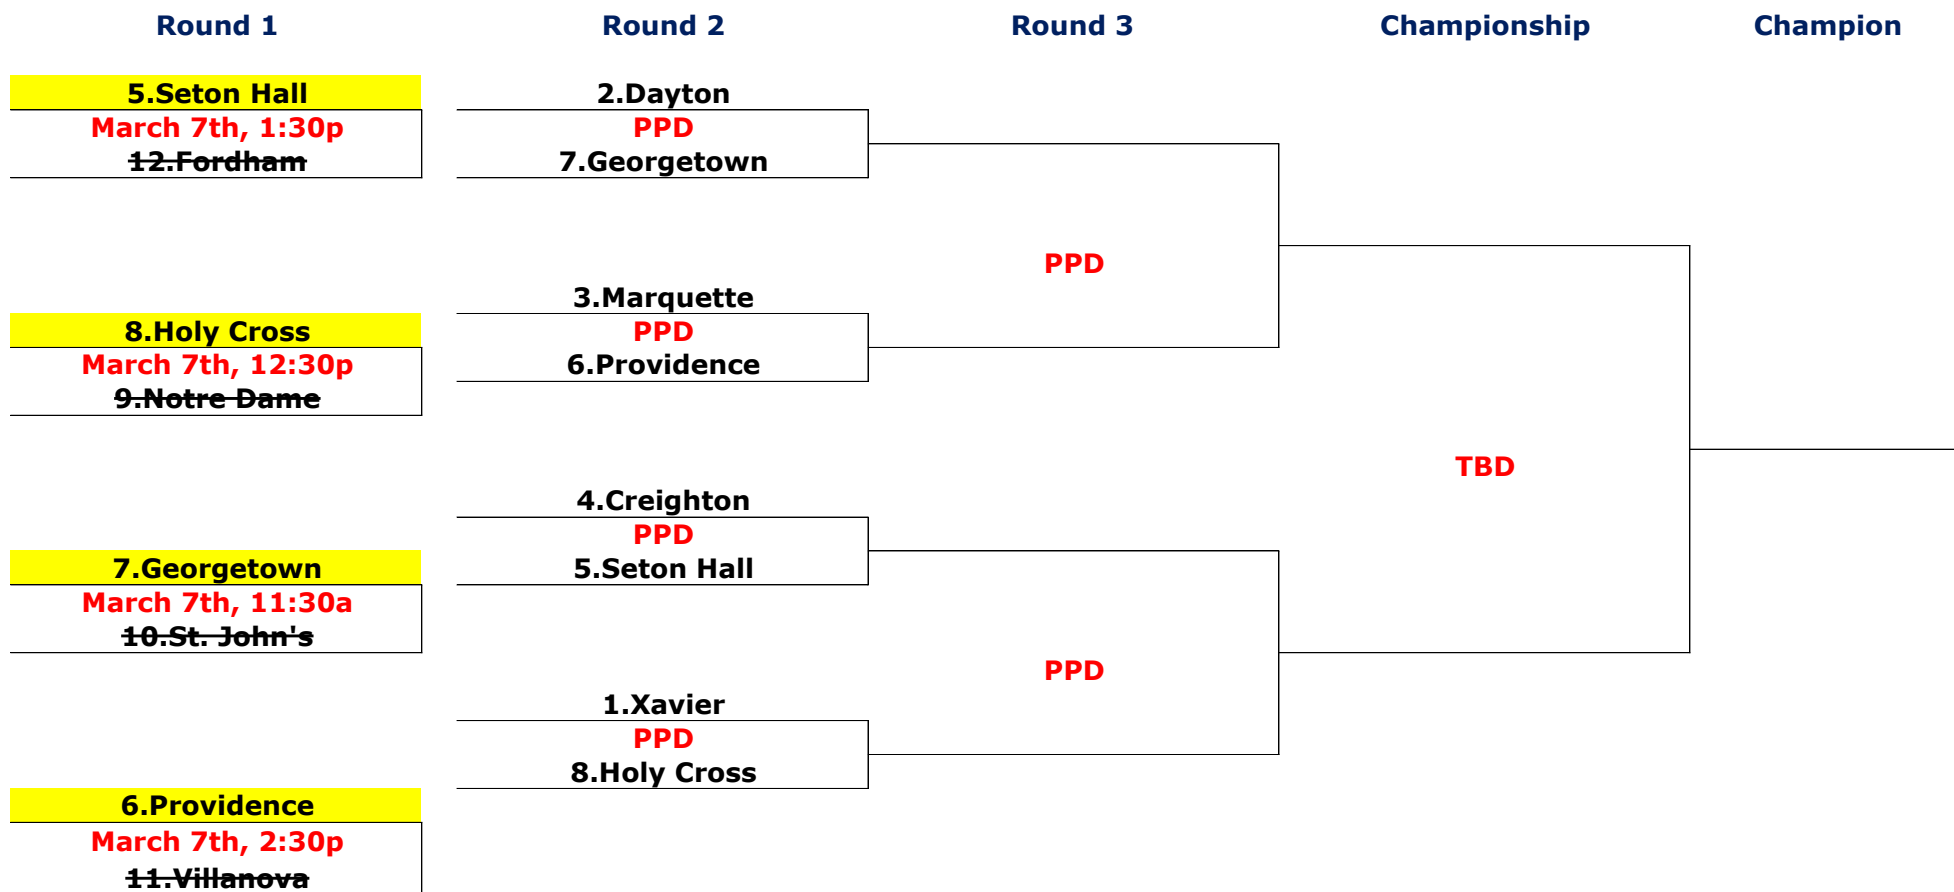 Round 1
Round 2
Round 3
Championship
Champion
5.Seton Hall
March 7th, 1:30p
12.Fordham
8.Holy Cross
March 7th, 12:30p
9.Notre Dame
7.Georgetown
March 7th, 11:30a
10.St. John's
6.Providence
March 7th, 2:30p
11.Villanova
2.Dayton
PPD
7.Georgetown
3.Marquette
PPD
6.Providence
4.Creighton
PPD
5.Seton Hall
1.Xavier
PPD
8.Holy Cross
PPD
PPD
TBD